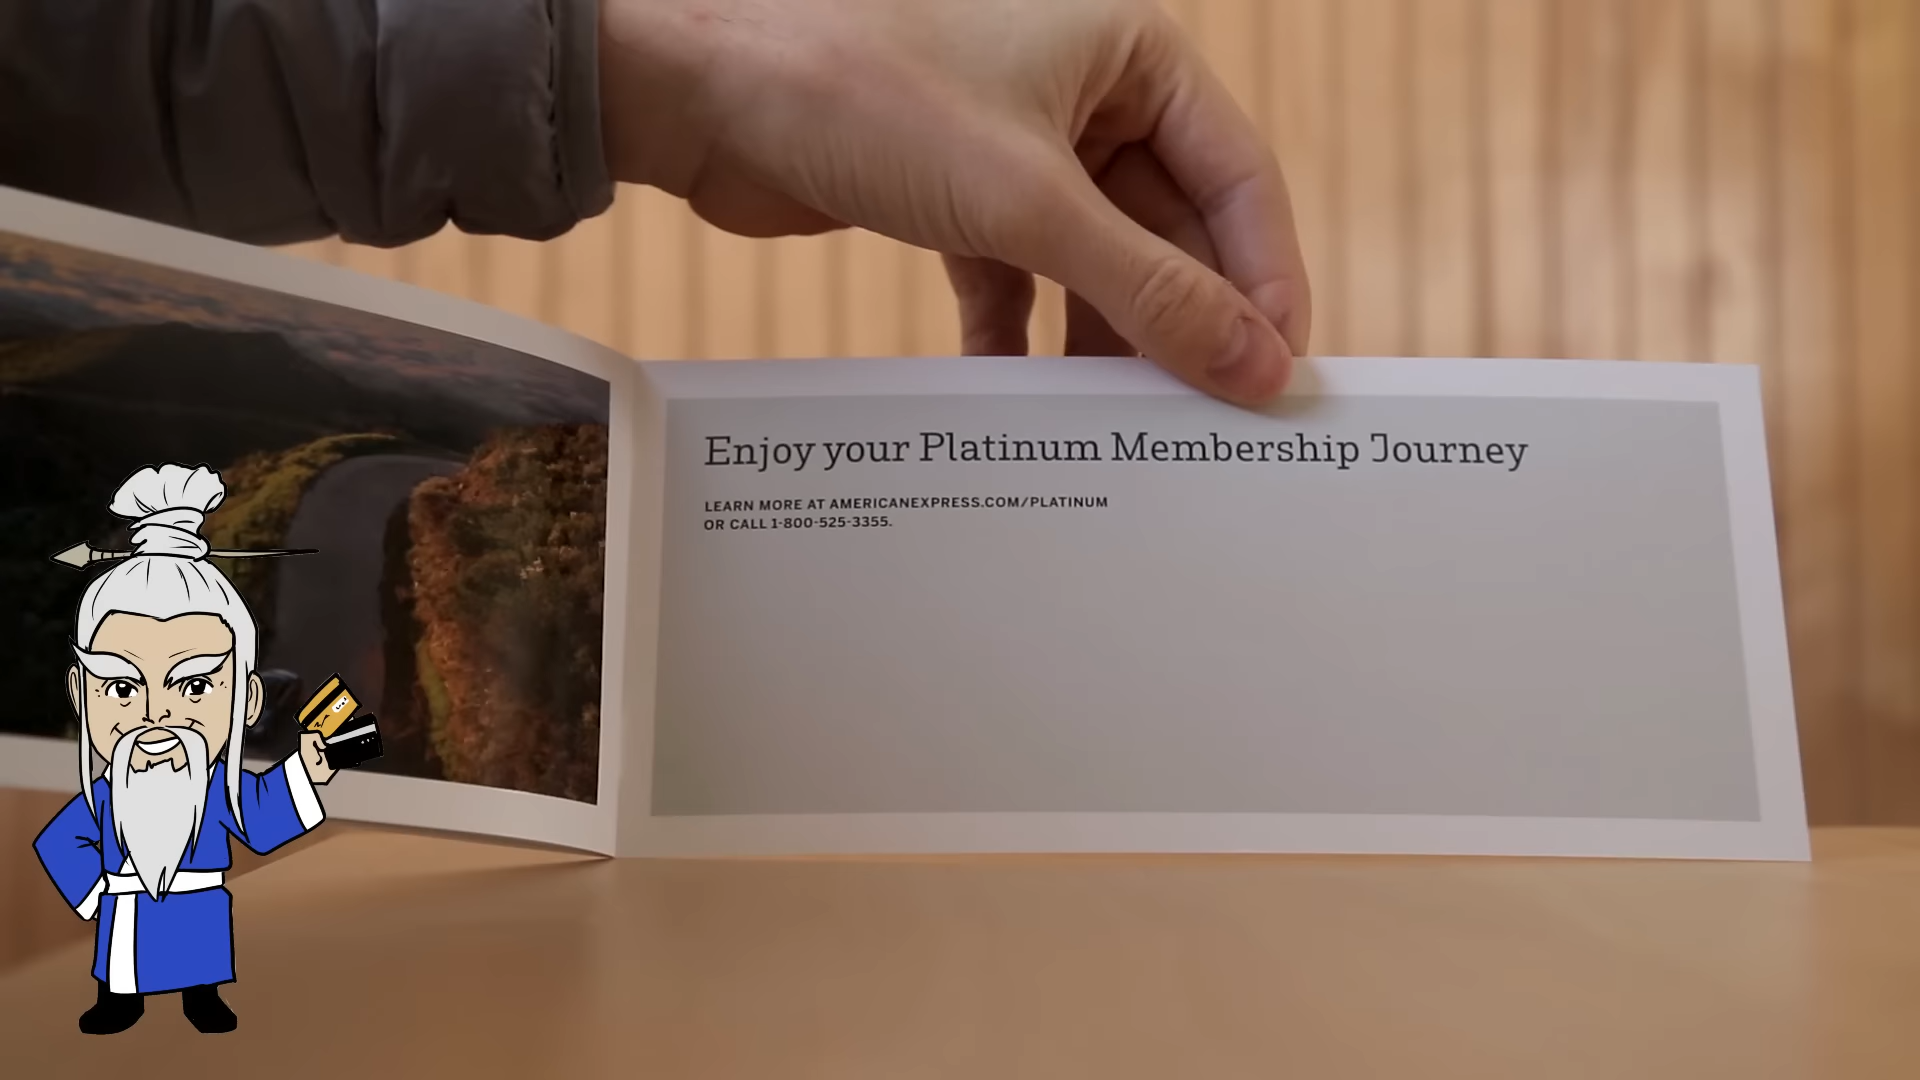 Enjoy your Platinum Membership Journey
LEARN MORE AT AMERICANEXPRESS.COM/PLATINUM
OR CALL 1-800-525-3355.